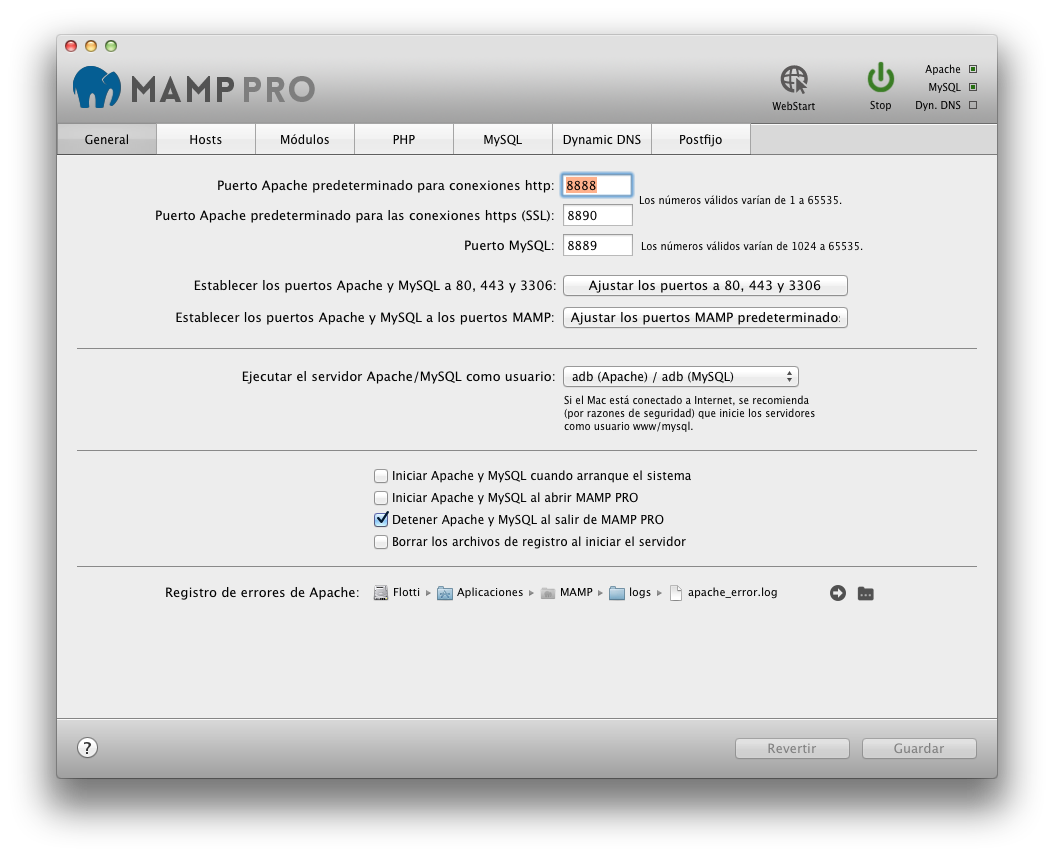 MAMP PRO
WebStart
Stop
Apache
MySQL
Dyn. DNS
General Hosts Módulos PHP MySQL Dynamic DNS Postfijo
Puerto Apache predeterminado para conexiones http: 8888
Los números válidos varían de 1 a 65535.
Puerto Apache predeterminado para las conexiones https (SSL): 8890
Puerto MySQL: 8889 Los números válidos varían de 1024 a 65535.
Establecer los puertos Apache y MySQL a 80, 443 y 3306: Ajustar los puertos a 80, 443 y 3306
Establecer los puertos Apache y MySQL a los puertos MAMP: Ajustar los puertos MAMP predeterminado
Ejecutar el servidor Apache/MySQL como usuario: adb (Apache) / adb (MySQL)
Si el Mac está conectado a Internet, se recomienda
(por razones de seguridad) que inicie los servidores
como usuario www/mysql.
Iniciar Apache y MySQL cuando arranque el sistema
Iniciar Apache y MySQL al abrir MAMP PRO
Detener Apache y MySQL al salir de MAMP PRO
Borrar los archivos de registro al iniciar el servidor
Registro de errores de Apache: Flotti ▸ Aplicaciones ▸ MAMP ▸ logs ▸ apache_error.log
? Revertir Guardar